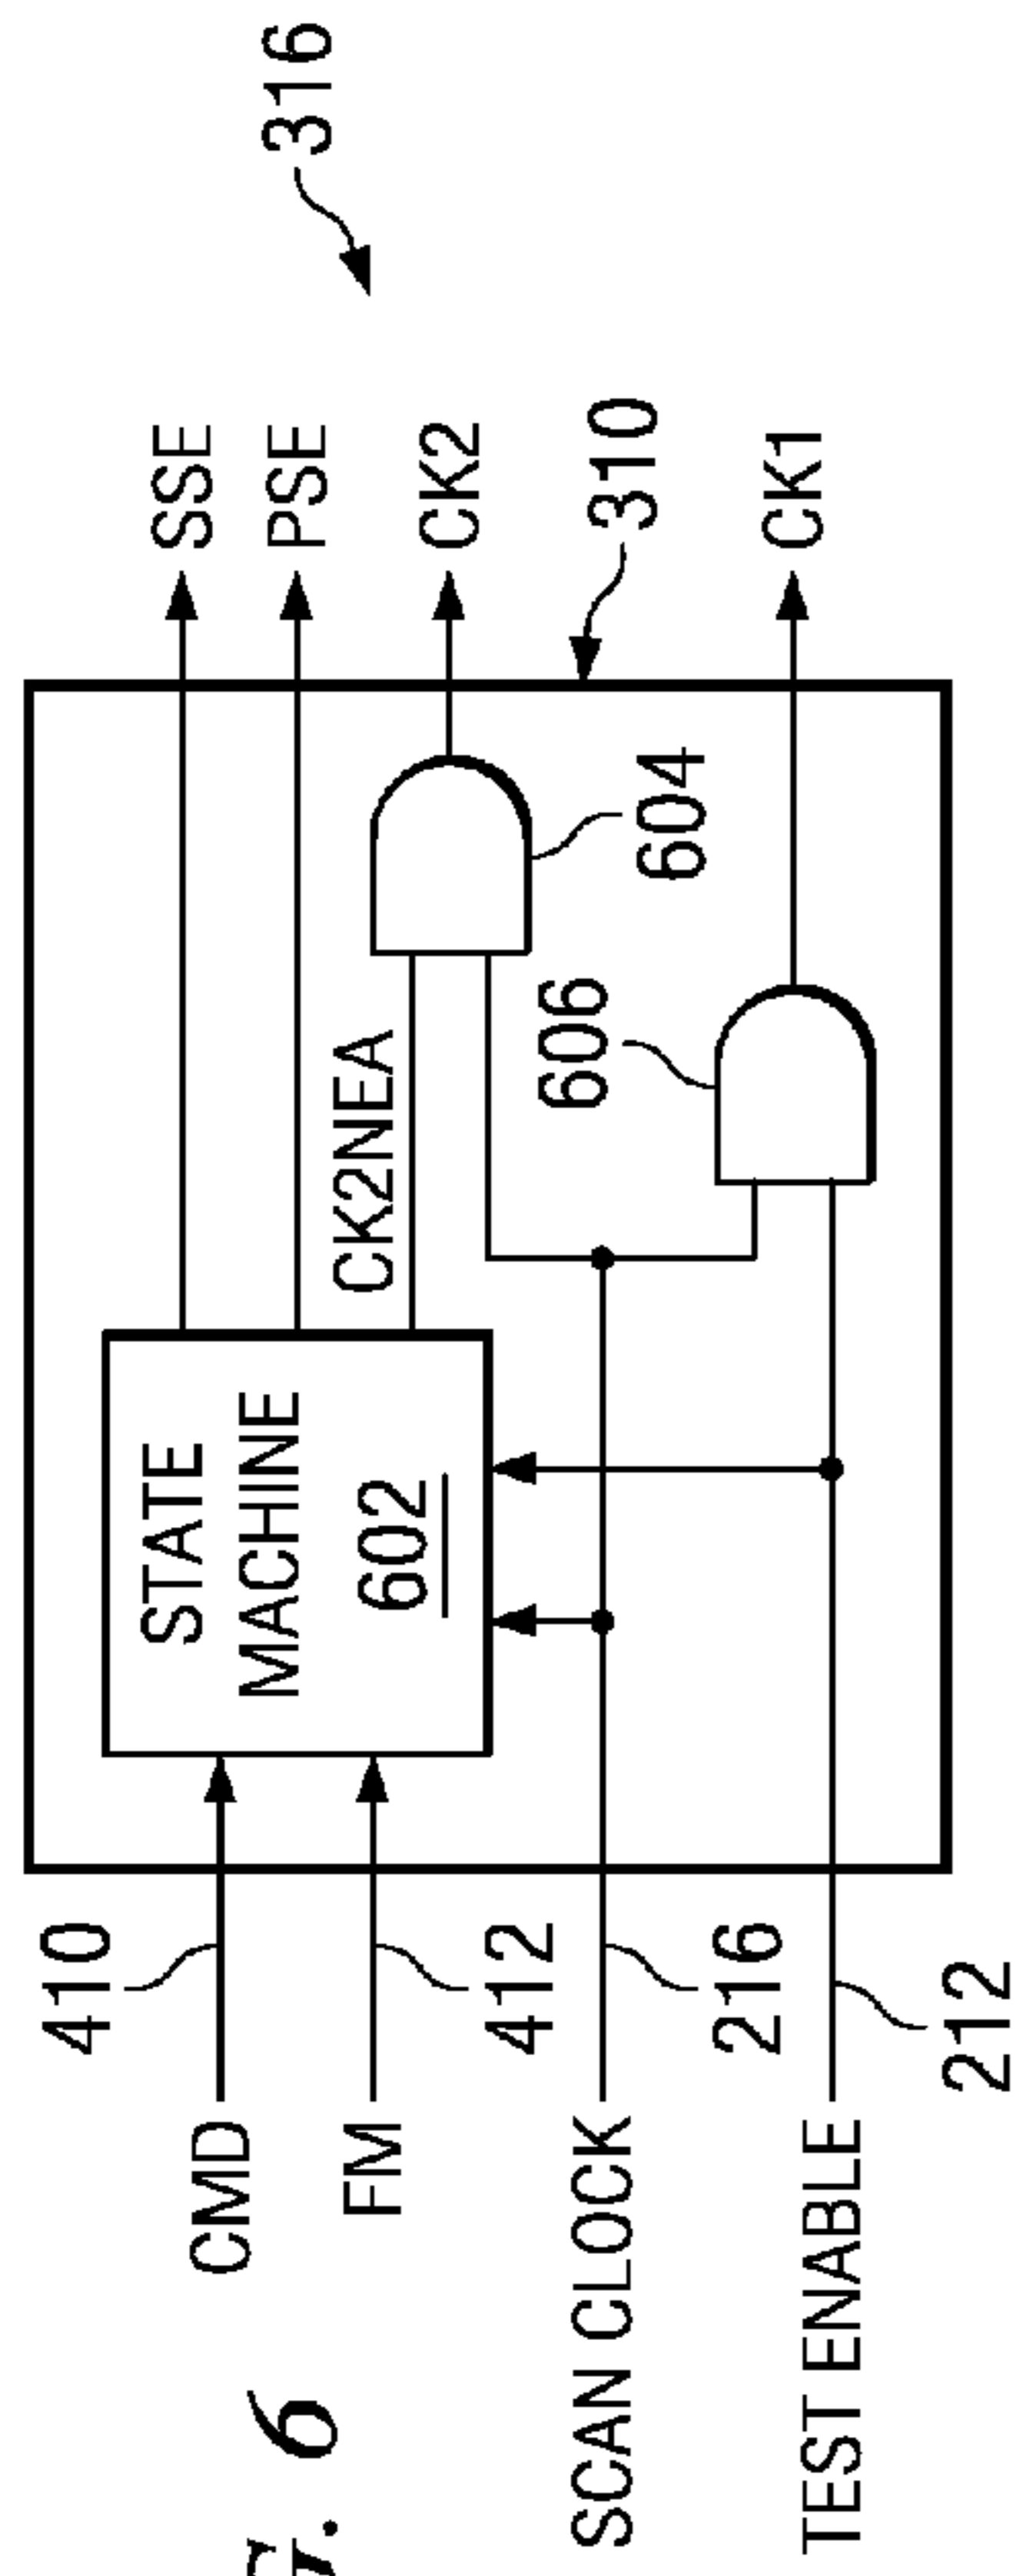 316
SSE
PSE
CK2
310
CK1
604
606
CK2NEA
STATE
MACHINE
602
410
412
216
212
CMD
FM
SCAN CLOCK
TEST ENABLE
G. 6